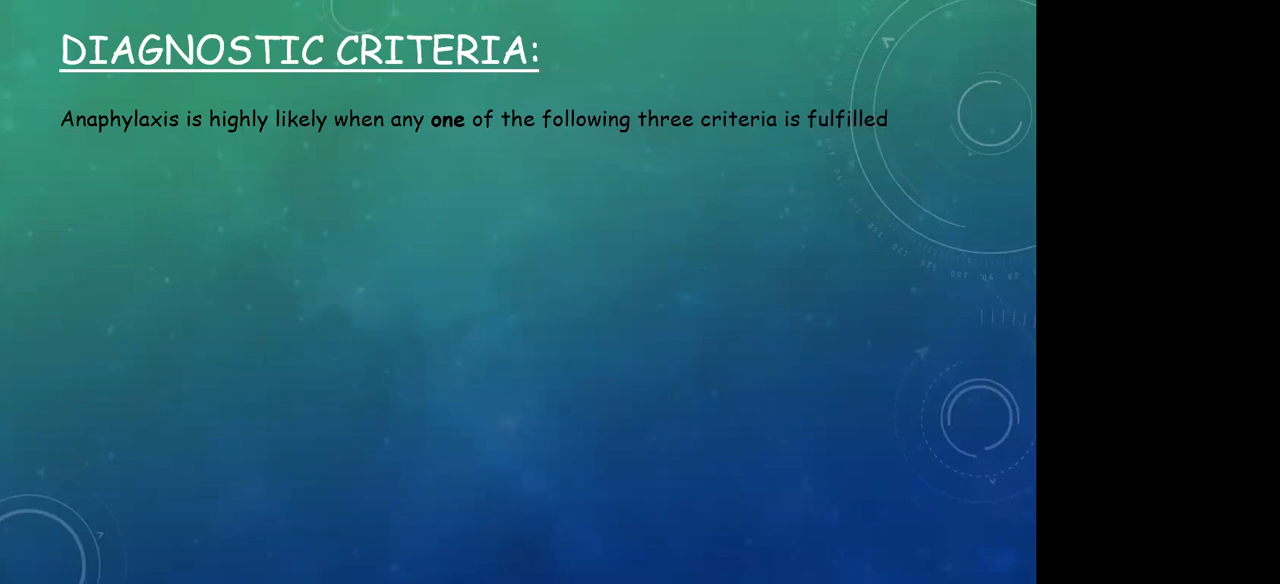 DIAGNOSTIC CRITERIA:
Anaphylaxis is highly likely when any one of the following three criteria is fulfilled